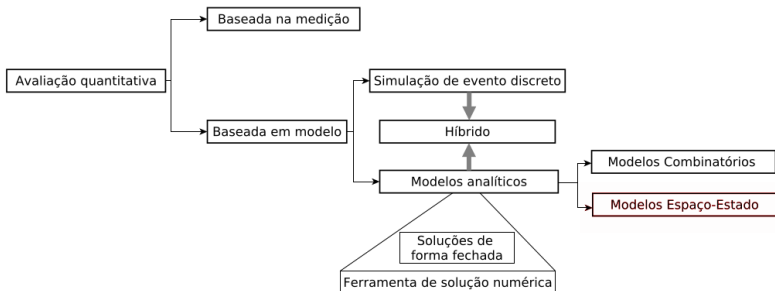 Baseada na medição
Avaliação quantitativa
Simulação de evento discreto
Baseada em modelo
Híbrido
Modelos Combinatórios
Modelos analíticos
Modelos Espaço-Estado
Soluções de
forma fechada
Ferramenta de solução numérica